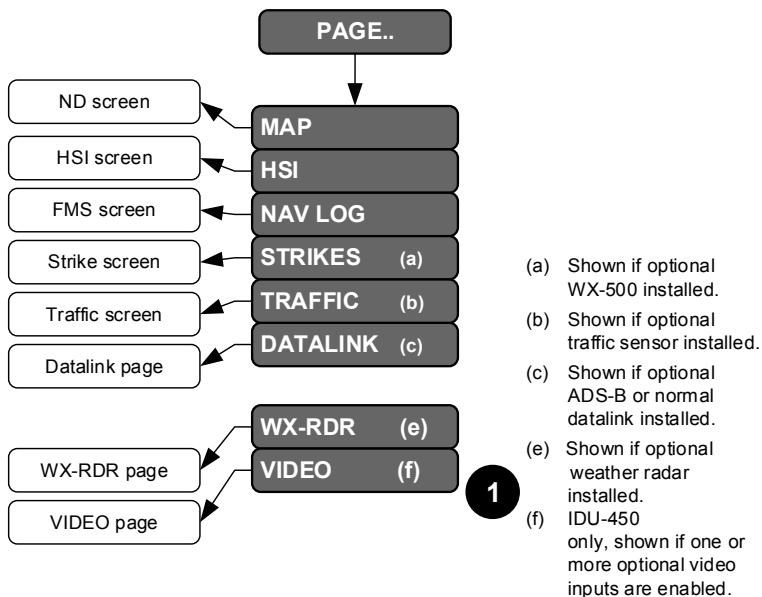 PAGE..
ND screen
MAP
HSI screen
HSI
FMS screen
NAV LOG
Strike screen
STRIKES (a)
Traffic screen
TRAFFIC (b)
Datalink page
DATALINK (c)
WX-RDR page
WX-RDR (e)
VIDEO page
VIDEO (f)
1
(a) Shown if optional
WX-500 installed.
(b) Shown if optional
traffic sensor installed.
(c) Shown if optional
ADS-B or normal
datalink installed.
(e) Shown if optional
weather radar
installed.
(f) IDU-450
only, shown if one or
more optional video
inputs are enabled.